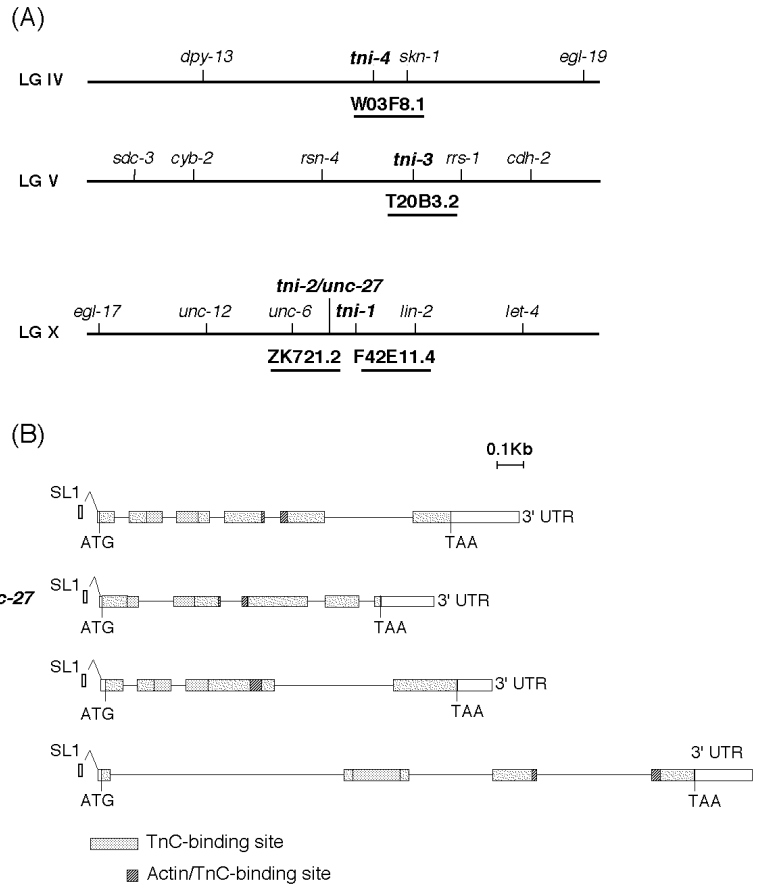 (A)
dpy-13 tni-4 skn-1 egl-19
LG IV
W03F8.1
sdc-3 cyb-2 rsn-4 tni-3 rrs-1 cdh-2
LG V
T20B3.2
tni-2/unc-27
egl-17 unc-12 unc-6 tni-1 lin-2 let-4
LG X
ZK721.2 F42E11.4
(B)
0.1Kb
SL1
3' UTR
ATG TAA
SL1
c-27
3' UTR
ATG TAA
SL1
3' UTR
ATG TAA
SL1 3' UTR
ATG TAA
TnC-binding site
Actin/TnC-binding site